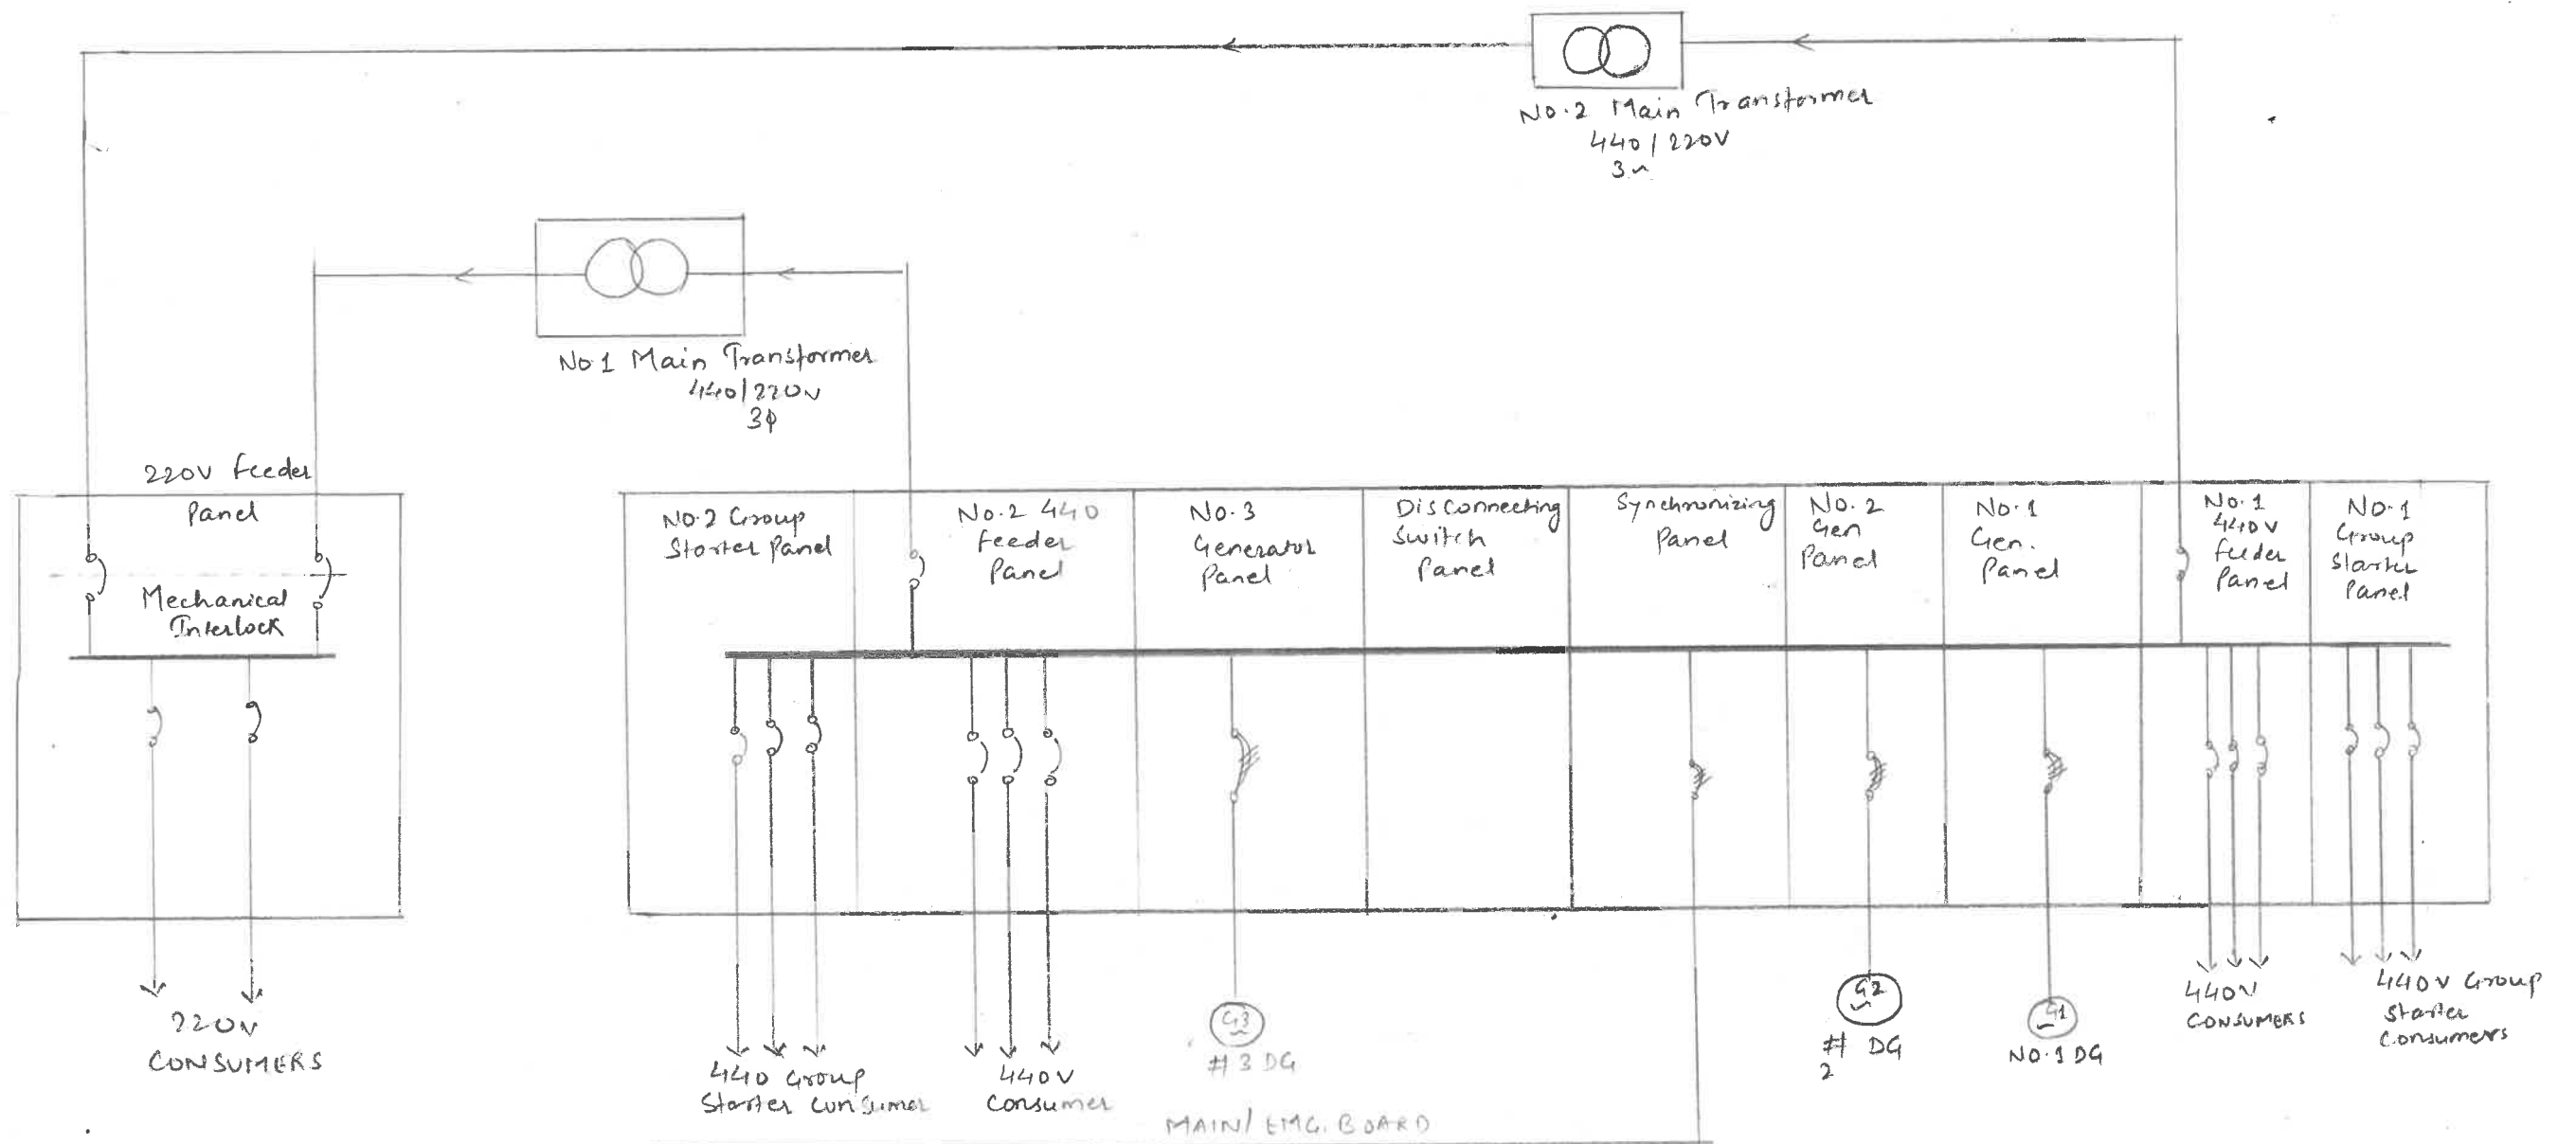 No.2 Main Transformer
440/220V
3~
No.1 Main Transformer
440/220V
3φ
220V feeder
Panel
Mechanical
Interlock
220V
CONSUMERS
No.2 Group
Starter Panel
No.2 440
feeder
Panel
No.3
Generator
Panel
Disconnecting
Switch
Panel
Synchronizing
Panel
No.2
Gen
Panel
No.1
Gen.
Panel
No.1
440V
feeder
Panel
No.1
Group
Starter
Panel
440 Group
Starter Consumer
440V
Consumer
G3
#3 DG
G2
# DG
2
G1
NO.1 DG
440V
CONSUMERS
440V Group
Starter
Consumers
MAIN/ EMG. BOARD